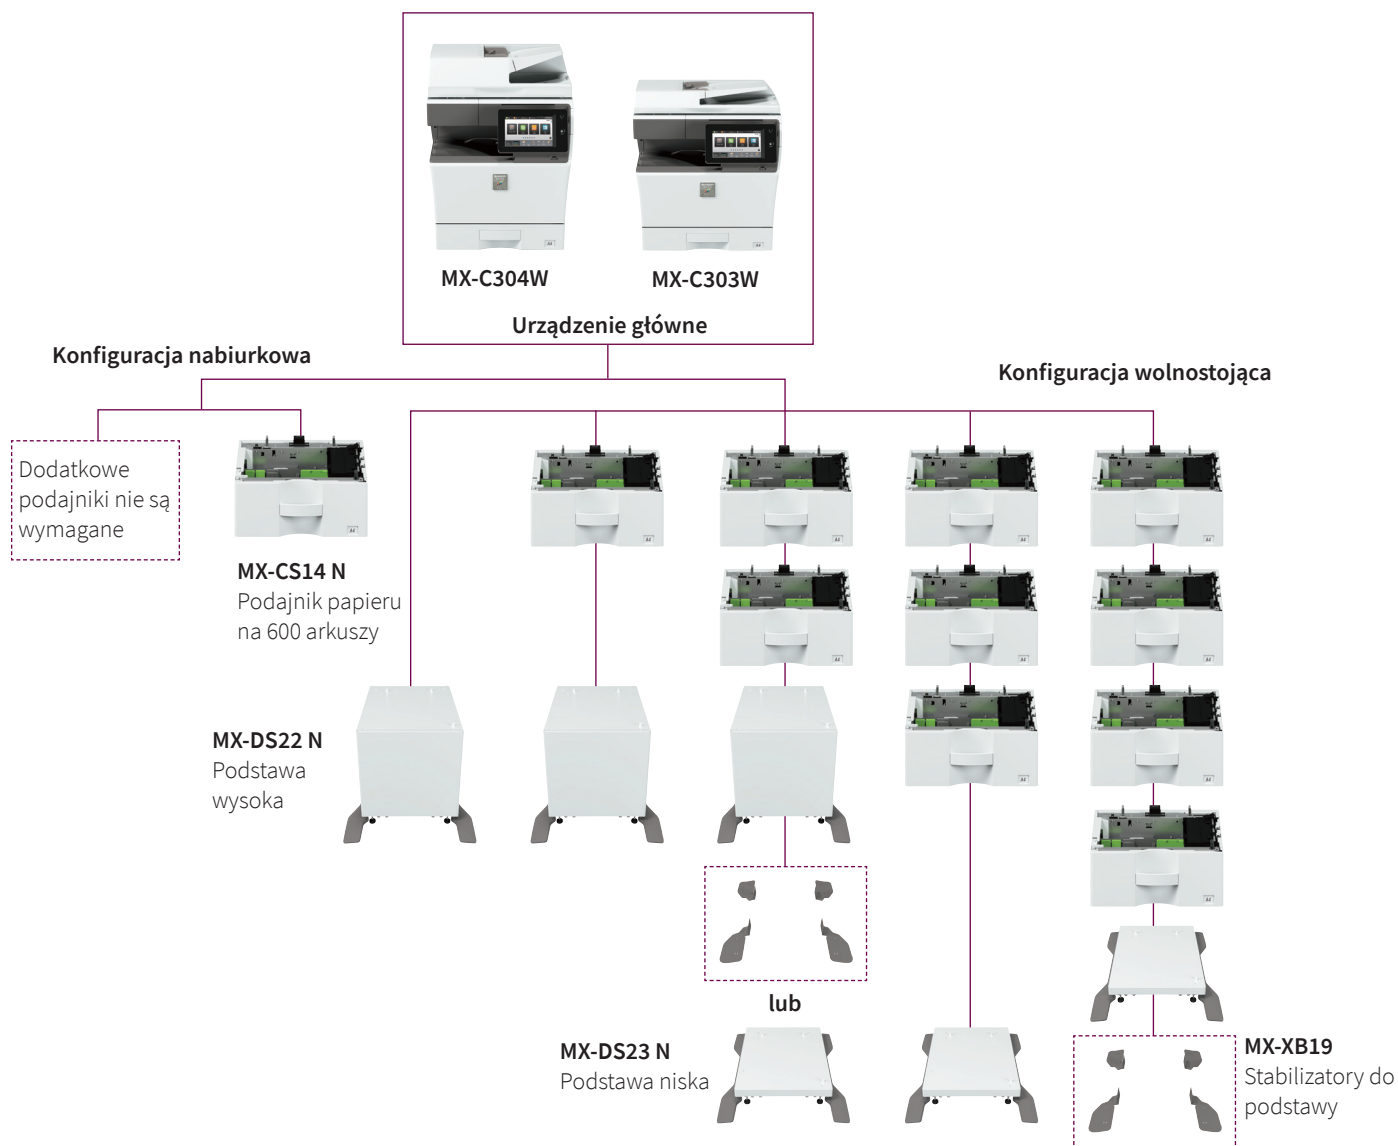 MX-C304W
MX-C303W
Urządzenie główne
Konfiguracja nabiurkowa
Konfiguracja wolnostojąca
Dodatkowe
podajniki nie są
wymagane
MX-CS14 N
Podajnik papieru
na 600 arkuszy
MX-DS22 N
Podstawa
wysoka
lub
MX-DS23 N
Podstawa niska
MX-XB19
Stabilizatory do
podstawy